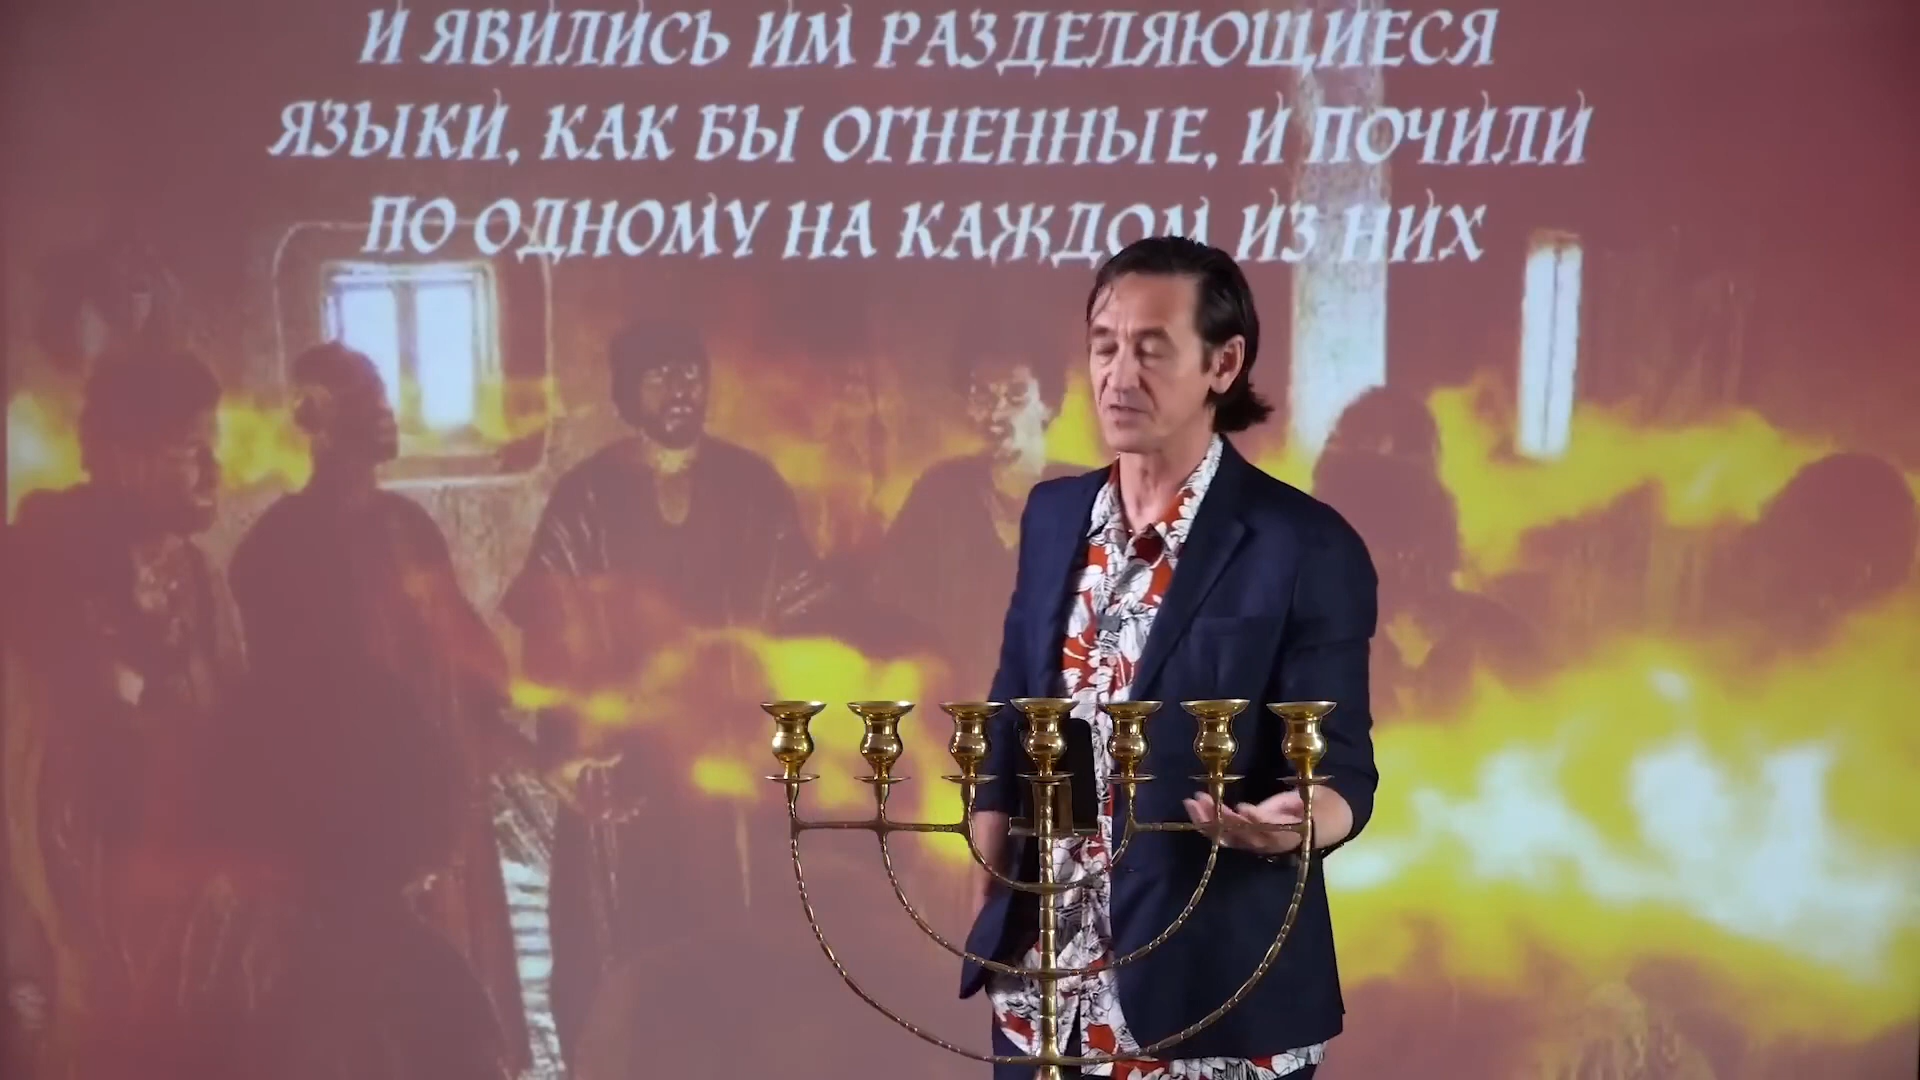 И ЯВИЛИСЬ ИМ РАЗДЕЛЯЮЩИЕСЯ
ЯЗЫКИ, КАК БЫ ОГНЕННЫЕ, И ПОЧИЛИ
ПО ОДНОМУ НА КАЖДОМ ИЗ НИХ